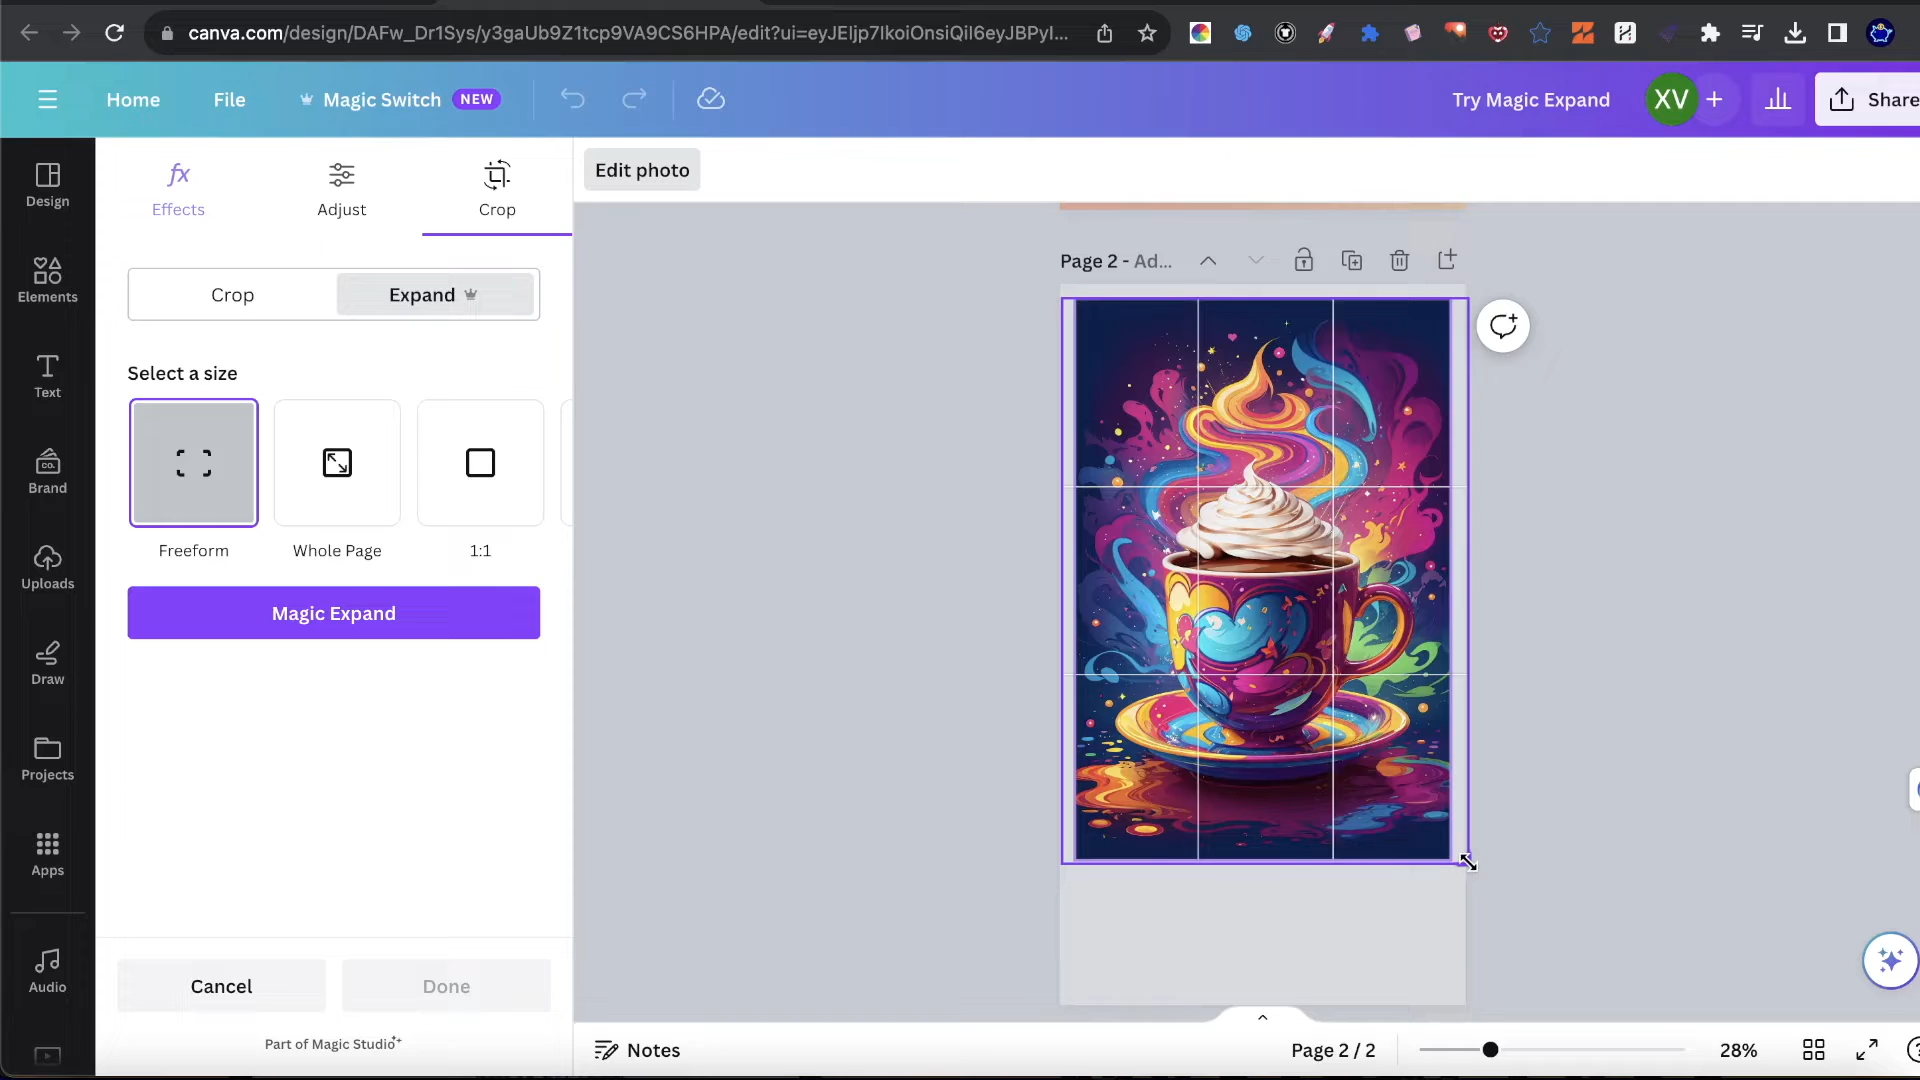 canva.com/design/DAFw_Dr1Sys/y3gaUb9Z1tcp9VA9CS6HPA/edit?ui=eyJEIjp7IkoiOnsiQiI6eyJBPyI...
Home
File
Magic Switch
NEW
Try Magic Expand
XV
Share
Design
Elements
Text
CO.
Brand
Uploads
Draw
Projects
Apps
Audio
fx
Effects
Adjust
Crop
Crop
Expand
Select a size
Freeform
Whole Page
1:1
Magic Expand
Cancel
Done
Part of Magic Studio
Edit photo
Page 2 - Ad...
Notes
Page 2 / 2
28%